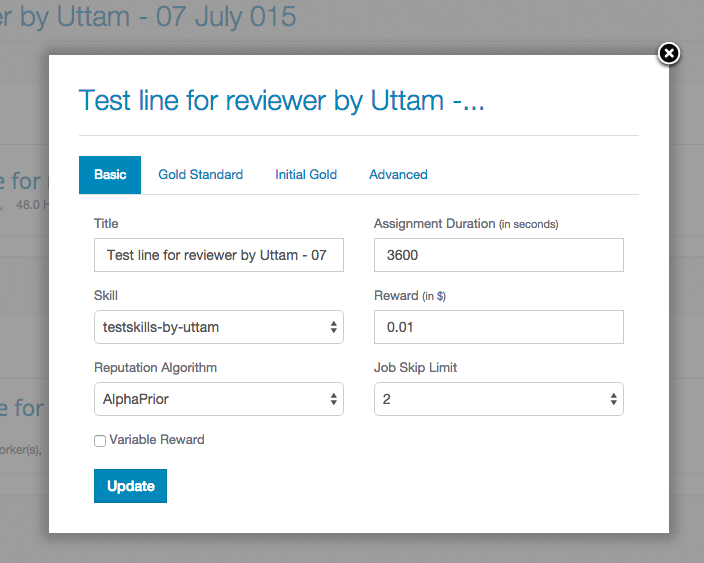 er by Uttam - 07 July 015
Test line for reviewer by Uttam -...
Basic Gold Standard Initial Gold Advanced
Title Assignment Duration (in seconds)
Test line for reviewer by Uttam - 07 3600
Skill Reward (in $)
testskills-by-uttam 0.01
Reputation Algorithm Job Skip Limit
AlphaPrior 2
Variable Reward
Update
e for
48.0 H
e for
orker(s),